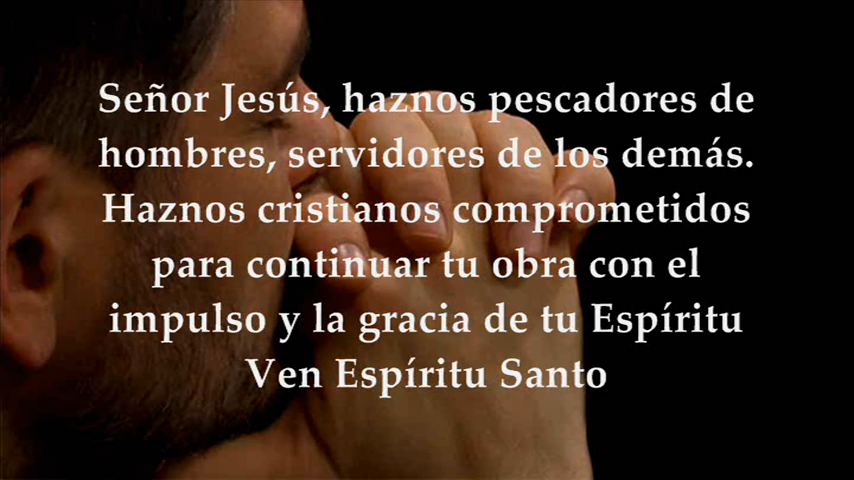 Señor Jesús, haznos pescadores de
hombres, servidores de los demás.
Haznos cristianos comprometidos
para continuar tu obra con el
impulso y la gracia de tu Espíritu
Ven Espíritu Santo